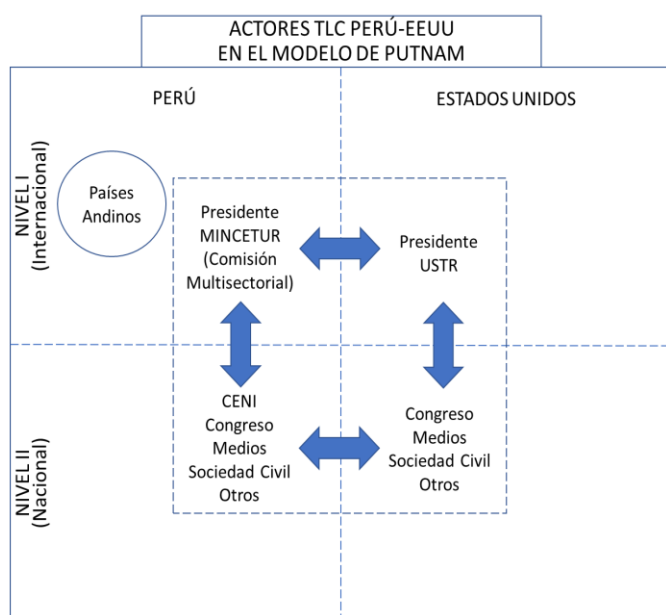 ACTORES TLC PERÚ-EEUU
EN EL MODELO DE PUTNAM
PERÚ
ESTADOS UNIDOS
NIVEL I
(Internacional)
Países
Andinos
Presidente
MINCETUR
(Comisión
Multisectorial)
Presidente
USTR
NIVEL II
(Nacional)
CENI
Congreso
Medios
Sociedad Civil
Otros
Congreso
Medios
Sociedad Civil
Otros